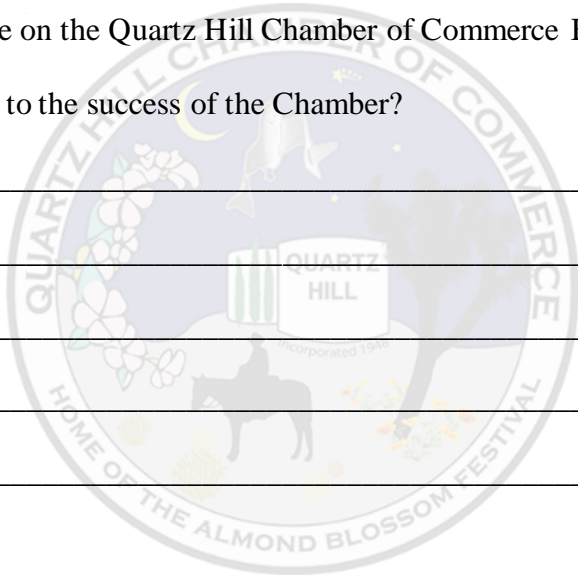 e on the Quartz Hill Chamber of Commerce
to the success of the Chamber?
QUARTZ HILL CHAMBER OF COMMERCE
QUARTZ
HILL
Incorporated 1948
HOME OF THE ALMOND BLOSSOM FESTIVAL